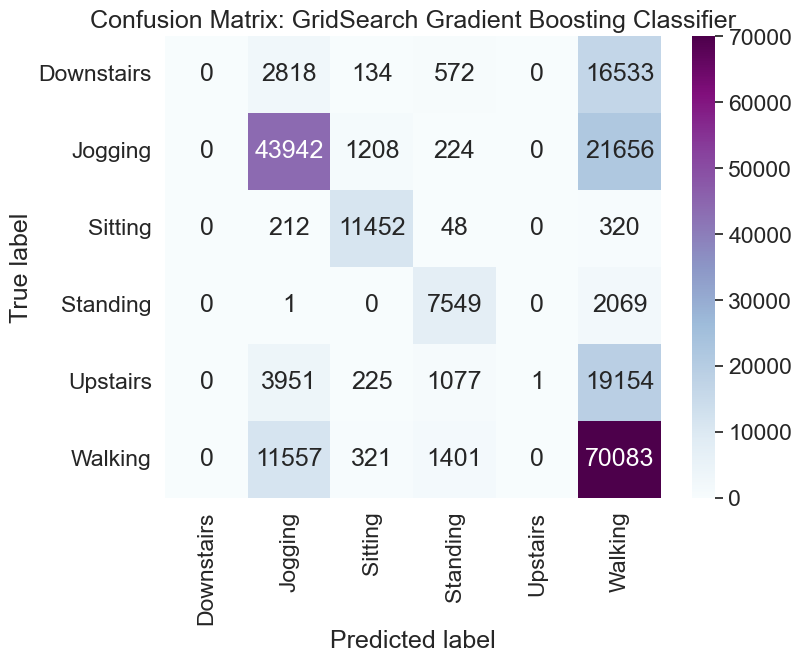 Confusion Matrix: GridSearch Gradient Boosting Classifier
70000
Downstairs 0 2818 134 572 0 16533
60000
Jogging 0 43942 1208 224 0 21656
50000
Sitting 0 212 11452 48 0 320
40000
True label
30000
Standing 0 1 0 7549 0 2069
20000
Upstairs 0 3951 225 1077 1 19154
10000
Walking 0 11557 321 1401 0 70083
0
Downstairs Jogging Sitting Standing Upstairs Walking
Predicted label